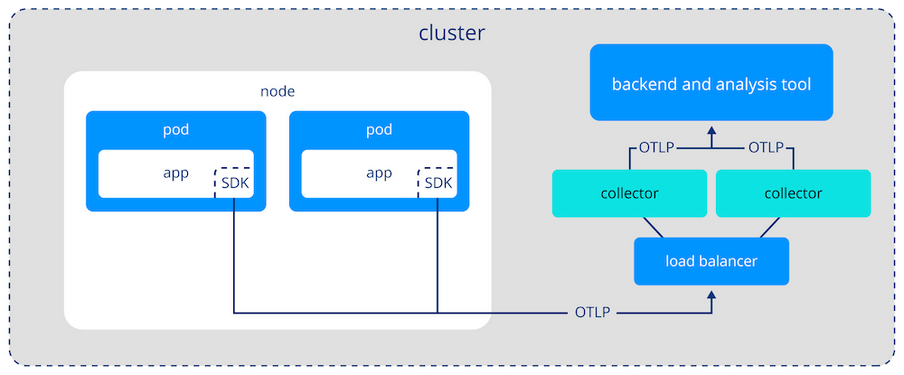 cluster
node
pod
app
SDK
pod
app
SDK
OTLP
backend and analysis tool
OTLP
OTLP
collector
collector
load balancer